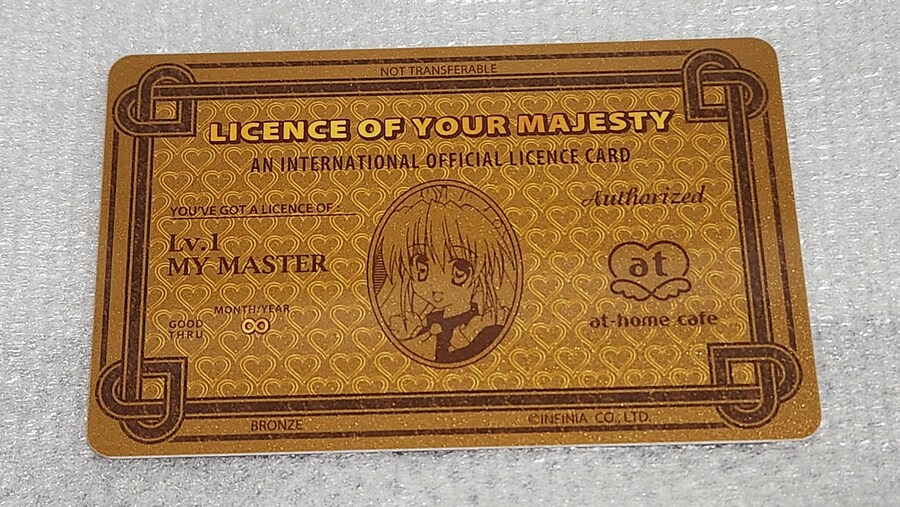 NOT TRANSFERABLE
LICENCE OF YOUR MAJESTY
AN INTERNATIONAL OFFICIAL LICENCE CARD
Authorized
YOU'VE GOT A LICENCE OF
Lv.1
MY MASTER
at
at-home cafe
MONTH/YEAR
GOOD
THRU
∞
BRONZE
©INFINIA CO., LTD.